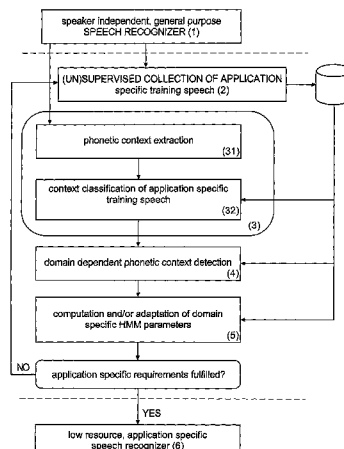 speaker independent, general purpose
SPEECH RECOGNIZER (1)
(UN)SUPERVISED COLLECTION OF APPLICATION
specific training speech (2)
phonetic context extraction
(31)
context classification of application specific
training speech
(32)
(3)
domain dependent phonetic context detection
(4)
computation and/or adaptation of domain
specific HMM parameters
(5)
NO
application specific requirements fulfilled?
YES
low resource, application specific
speech recognizer (6)